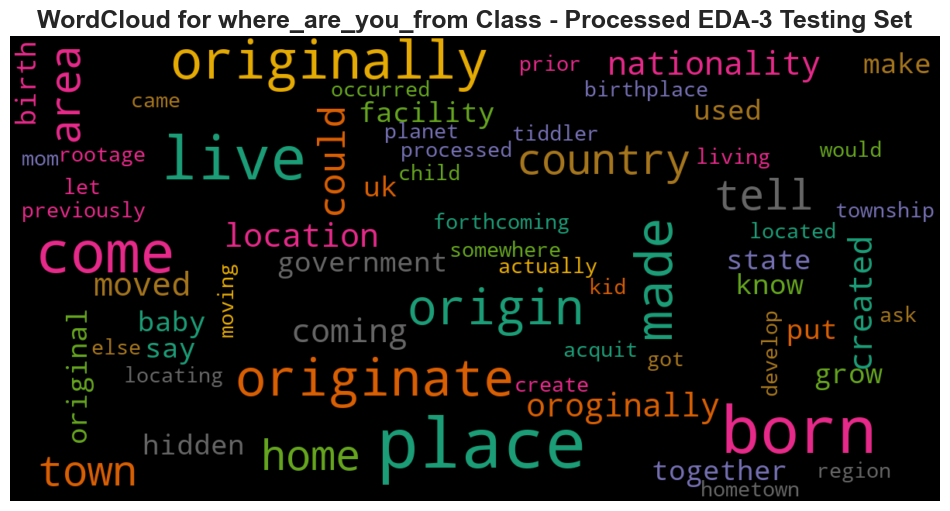 WordCloud for where_are_you_from Class - Processed EDA-3 Testing Set
birth
area
originally
prior
nationality
make
came
occurred
birthplace
facility
used
could
planet
tiddler
mom
rootage
live
processed
country
living
would
child
let
uk
tell
previously
township
forthcoming
come
location
made
located
somewhere
government
actually
state
created
moved
moving
origin
kid
know
original
baby
coming
put
ask
else
say
acquit
got
develop
locating
originate
create
grow
oroginally
born
hidden
home
place
town
together
region
hometown